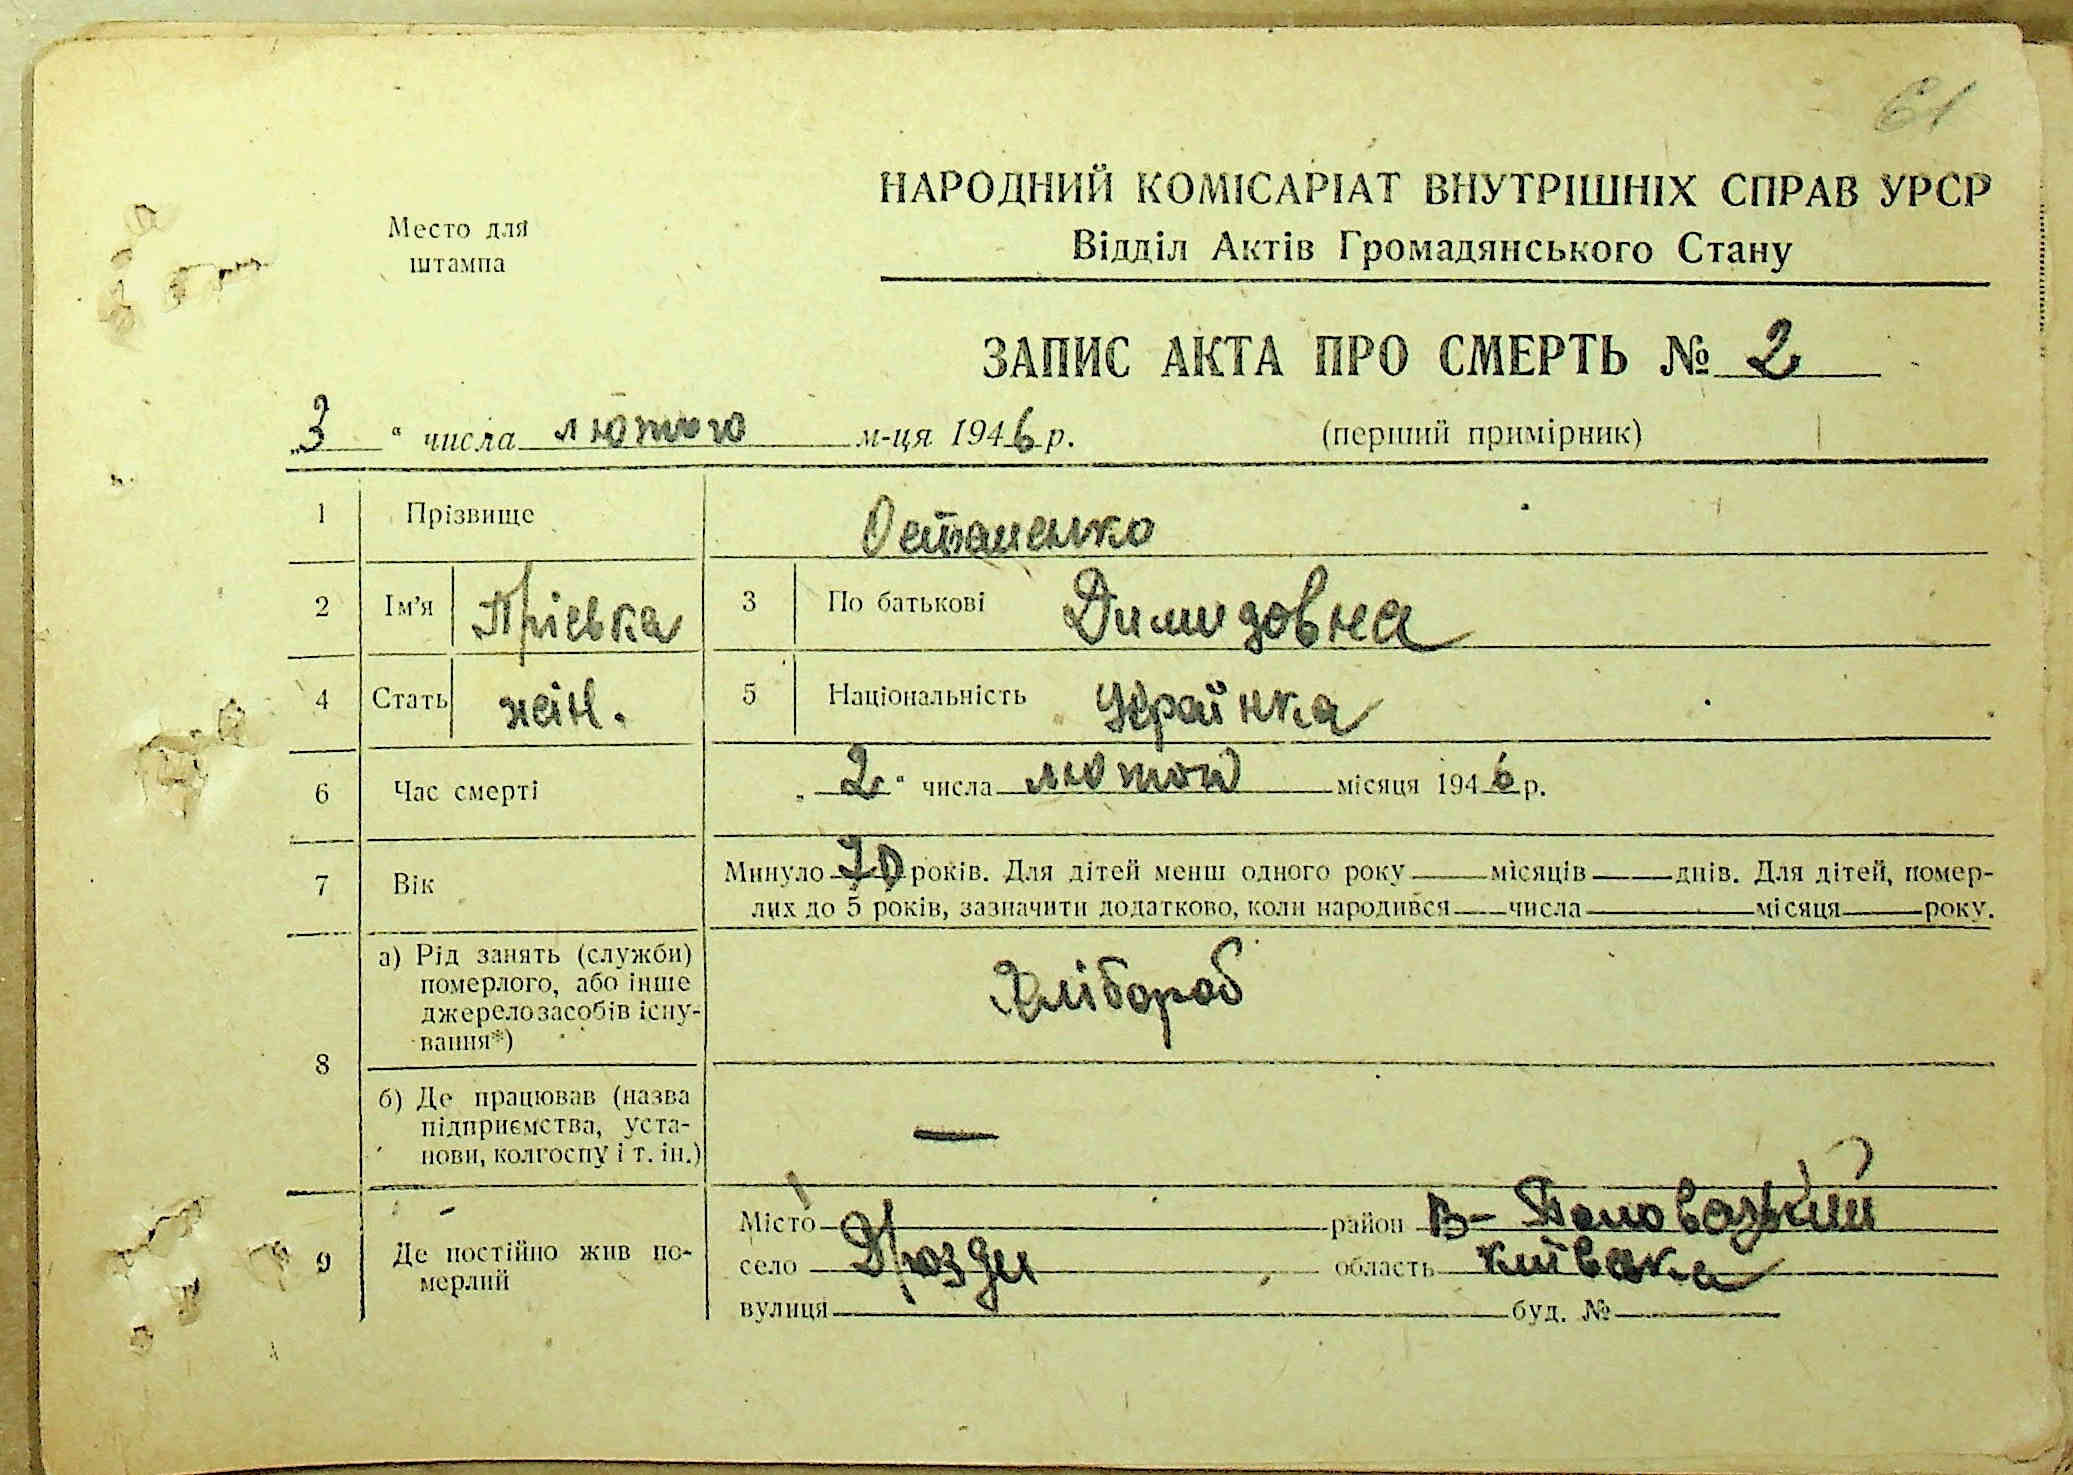 61
Место для
штампа
НАРОДНИЙ КОМІСАРІАТ ВНУТРІШНІХ СПРАВ УРСР
Відділ Актів Громадянського Стану
ЗАПИС АКТА ПРО СМЕРТЬ № 2
„3“ числа лютого м-ця 1946 р. (перший примірник)
1 Прізвище Остапенко
2 Ім'я Пріська 3 По батькові Димидовна
4 Стать жін. 5 Національність Українка
6 Час смерті „2“ числа лютого місяця 1946 р.
7 Вік Минуло 70 років. Для дітей менш одного року місяців днів. Для дітей, помер-
лих до 5 років, зазначити додатково, коли народився числа місяця року.
8 а) Рід занять (служби)
померлого, або інше
джерело засобів існу-
вання*) Хлібороб
б) Де працював (назва
підприємства, уста-
нови, колгоспу і т. ін.) —
9 Де постійно жив по-
мерлий
Місто район В-Половецький
село Дрозди область київська
вулиця буд. №